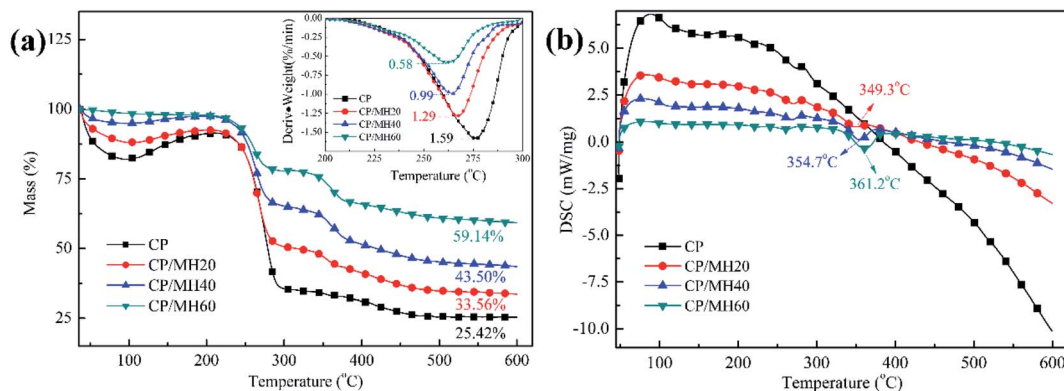 (a)
125
100
75
50
25
Mass (%)
100
200
300
400
500
600
Temperature (°C)
CP
CP/MH20
CP/MH40
CP/MH60
59.14%
43.50%
33.56%
25.42%
0.00
-0.25
-0.50
-0.75
-1.00
-1.25
-1.50
Deriv•Weight(%/min)
200
225
250
275
300
Temperature (°C)
0.58
0.99
1.29
1.59
CP
CP/MH20
CP/MH40
CP/MH60
(b)
5.0
2.5
0.0
-2.5
-5.0
-7.5
-10.0
DSC (mW/mg)
100
200
300
400
500
600
Temperature (°C)
349.3°C
354.7°C
361.2°C
CP
CP/MH20
CP/MH40
CP/MH60